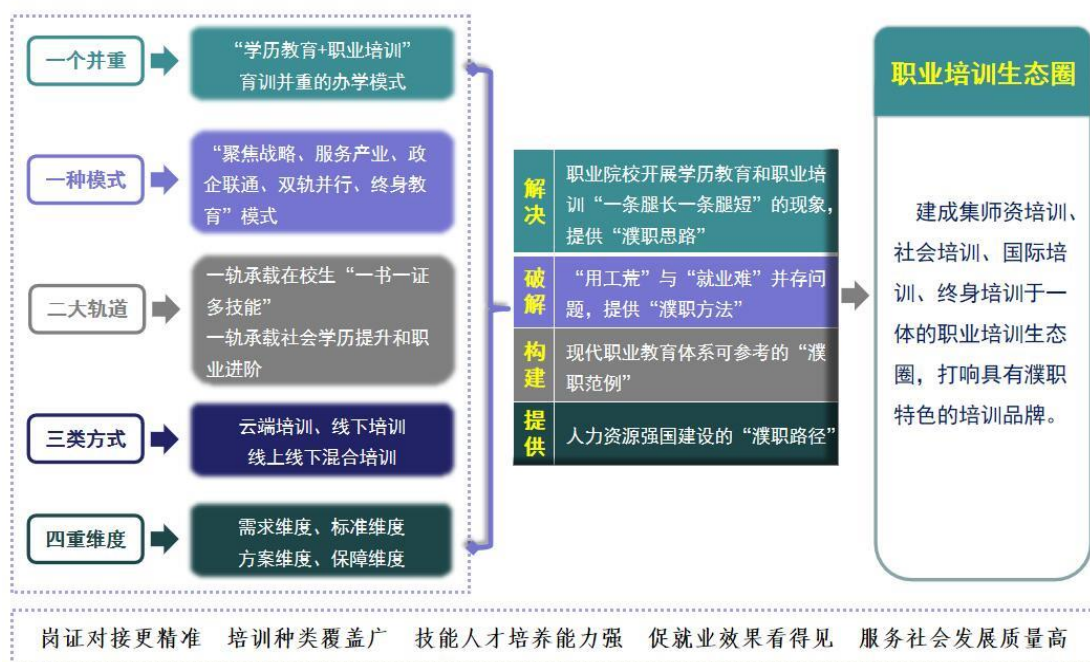 一个并重
“学历教育+职业培训”
育训并重的办学模式
一种模式
“聚焦战略、服务产业、政
企联通、双轨并行、终身教
育”模式
二大轨道
一轨承载在校生“一书一证
多技能”
一轨承载社会学历提升和职
业进阶
三类方式
云端培训、线下培训
线上线下混合培训
四重维度
需求维度、标准维度
方案维度、保障维度
解
决
职业院校开展学历教育和职业培
训“一条腿长一条腿短”的现象,
提供“濮职思路”
破
解
“用工荒”与“就业难”并存问
题，提供“濮职方法”
构
建
现代职业教育体系可参考的“濮
职范例”
提
供
人力资源强国建设的“濮职路径”
职业培训生态圈
建成集师资培训、
社会培训、国际培
训、终身培训于一
体的职业培训生态
圈，打响具有濮职
特色的培训品牌。
岗证对接更精准 培训种类覆盖广 技能人才培养能力强 促就业效果看得见 服务社会发展质量高